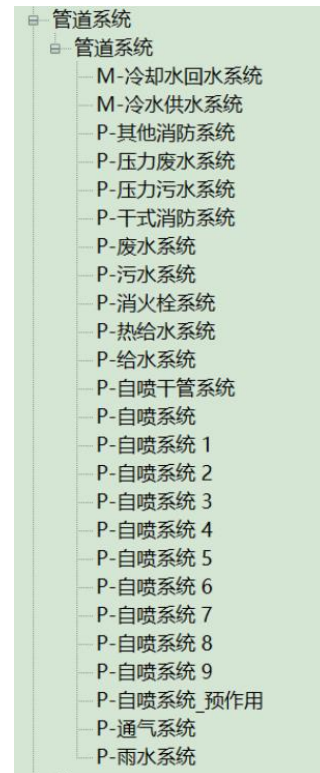 管道系统
管道系统
M-冷却水回水系统
M-冷水供水系统
P-其他消防系统
P-压力废水系统
P-压力污水系统
P-干式消防系统
P-废水系统
P-污水系统
P-消火栓系统
P-热给水系统
P-给水系统
P-自喷干管系统
P-自喷系统
P-自喷系统 1
P-自喷系统 2
P-自喷系统 3
P-自喷系统 4
P-自喷系统 5
P-自喷系统 6
P-自喷系统 7
P-自喷系统 8
P-自喷系统 9
P-自喷系统_预作用
P-通气系统
P-雨水系统